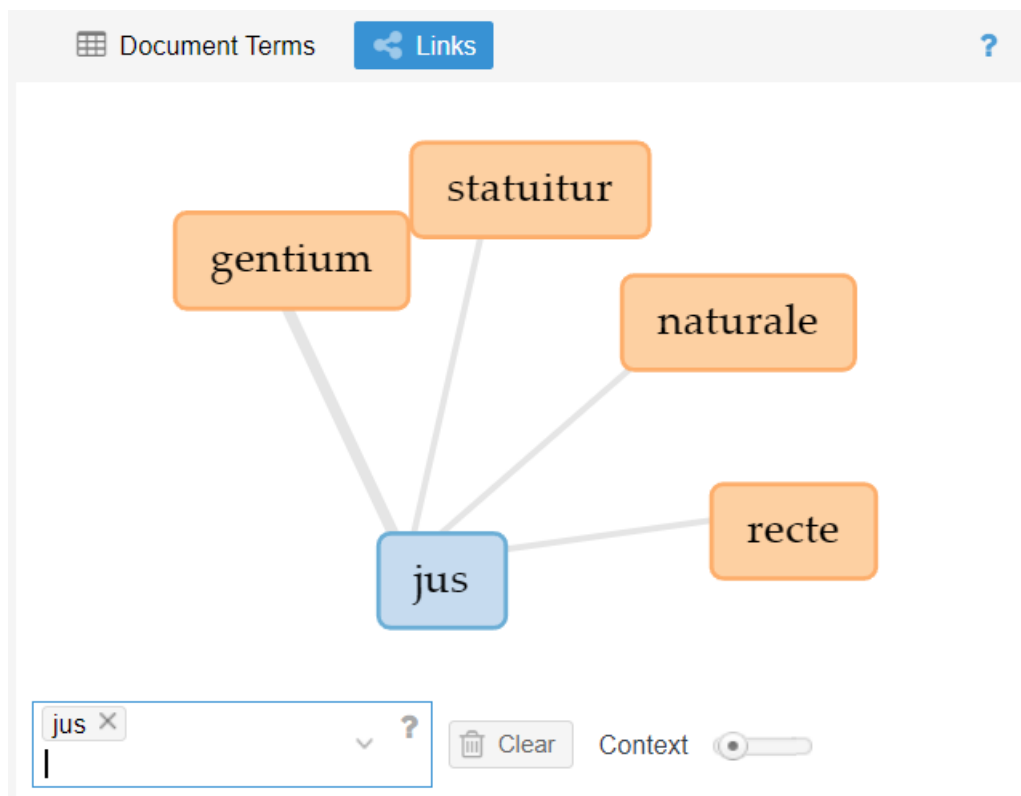 Document Terms Links ?
statuitur
gentium
naturale
recte
jus
jus ?
Clear Context